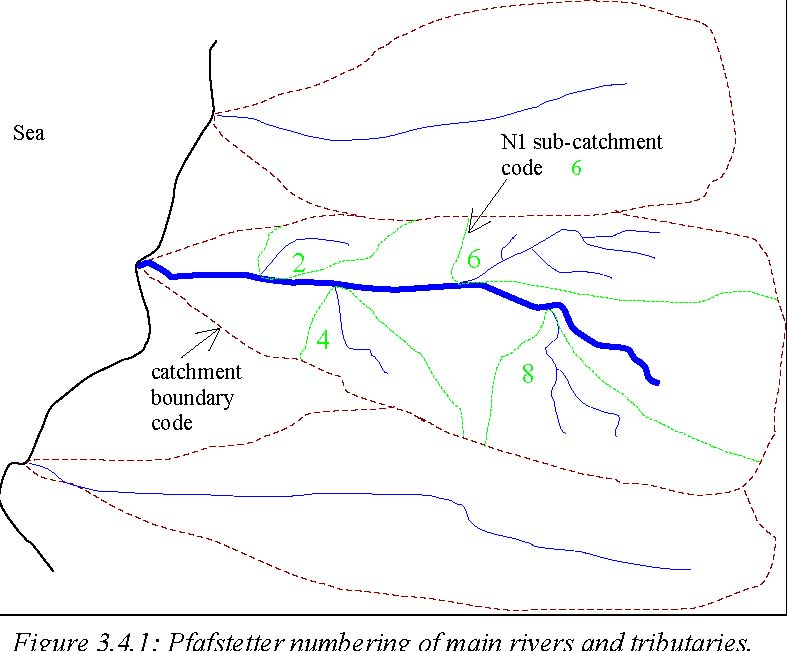 Sea
N1 sub-catchment
code 6
2
6
4
8
catchment
boundary
code
Figure 3.4.1: Pfafstetter numbering of main rivers and tributaries.